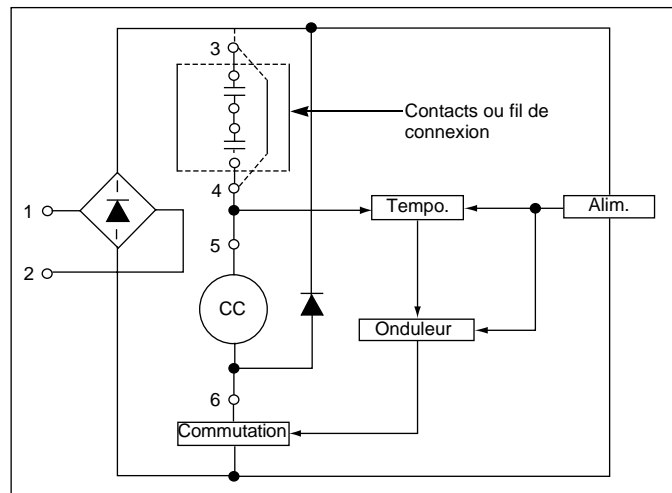 3
Contacts ou fil de
connexion
4
1
Tempo.
Alim.
5
2
CC
Onduleur
6
Commutation